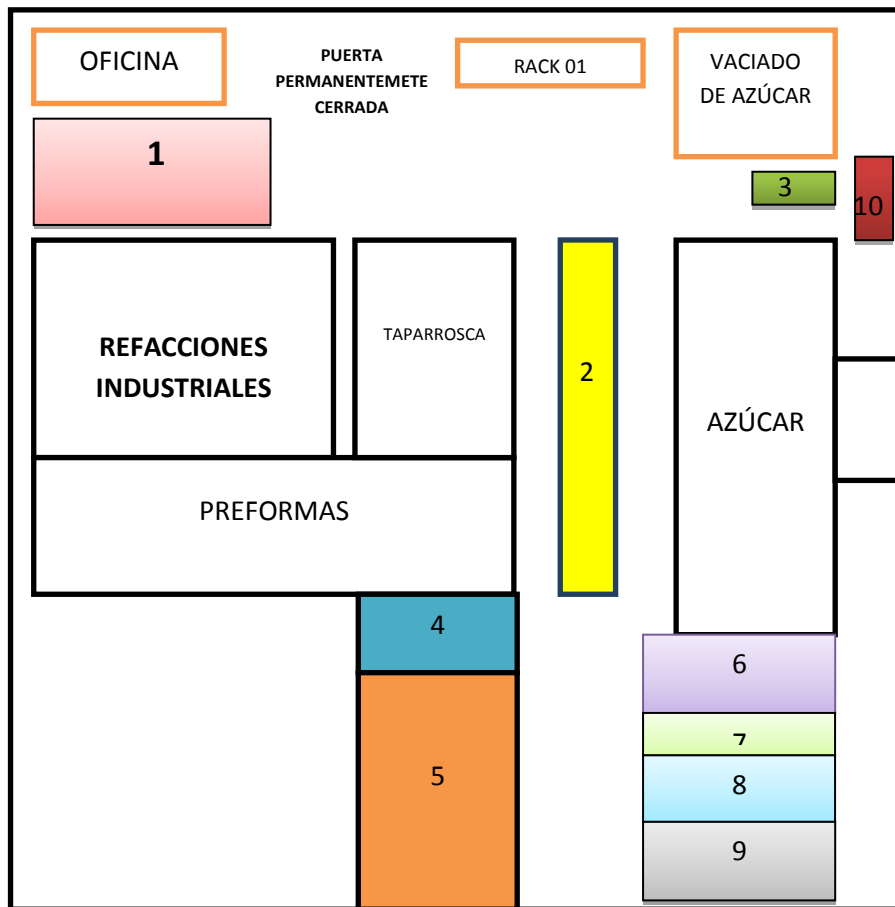 OFICINA
PUERTA
PERMANENTEMETE
CERRADA
RACK 01
VACIADO
DE AZÚCAR
1
3
10
REFACCIONES
INDUSTRIALES
TAPARROSCA
2
AZÚCAR
PREFORMAS
4
6
7
5
8
9